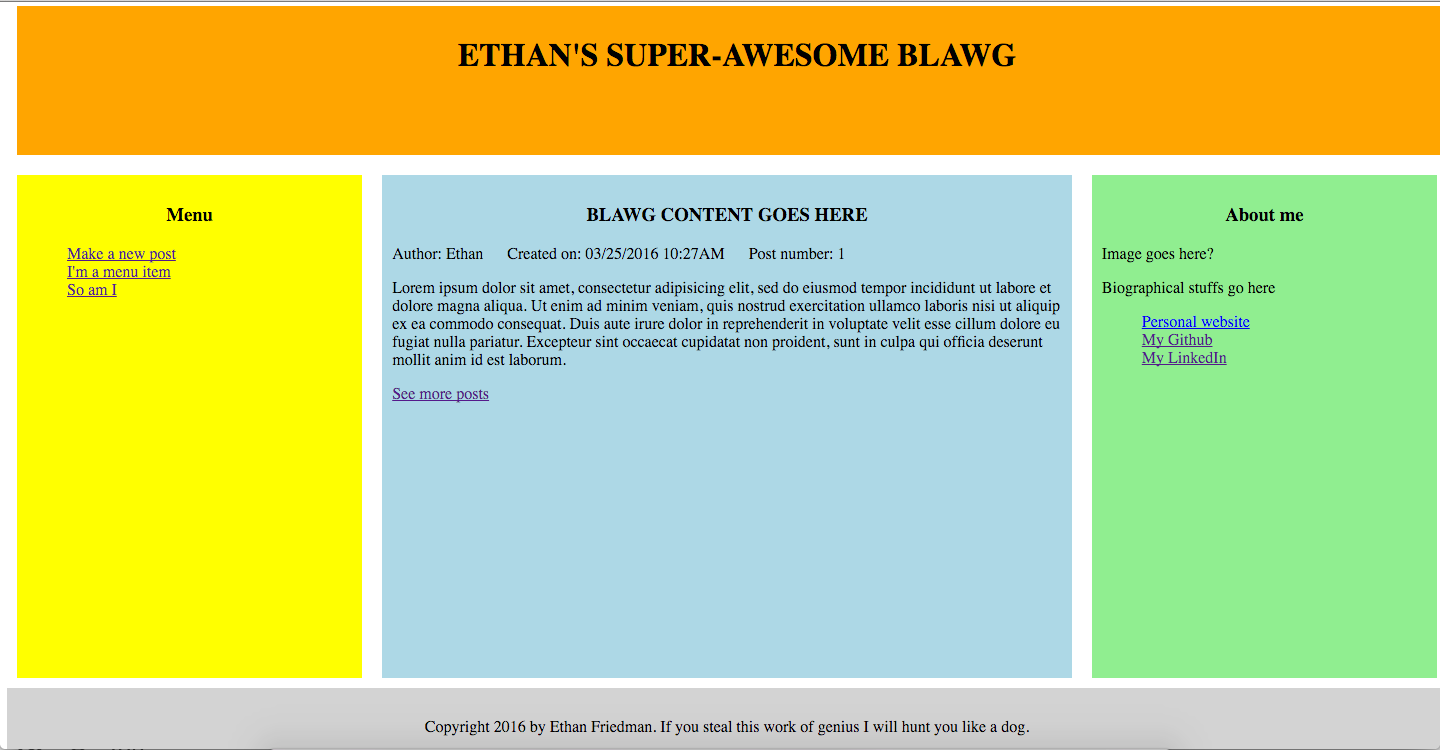 ETHAN'S SUPER-AWESOME BLAWG
Menu
Make a new post
I'm a menu item
So am I
BLAWG CONTENT GOES HERE
Author: Ethan Created on: 03/25/2016 10:27AM Post number: 1
Lorem ipsum dolor sit amet, consectetur adipisicing elit, sed do eiusmod tempor incididunt ut labore et
dolore magna aliqua. Ut enim ad minim veniam, quis nostrud exercitation ullamco laboris nisi ut aliquip
ex ea commodo consequat. Duis aute irure dolor in reprehenderit in voluptate velit esse cillum dolore eu
fugiat nulla pariatur. Excepteur sint occaecat cupidatat non proident, sunt in culpa qui officia deserunt
mollit anim id est laborum.
See more posts
About me
Image goes here?
Biographical stuffs go here
Personal website
My Github
My LinkedIn
Copyright 2016 by Ethan Friedman. If you steal this work of genius I will hunt you like a dog.